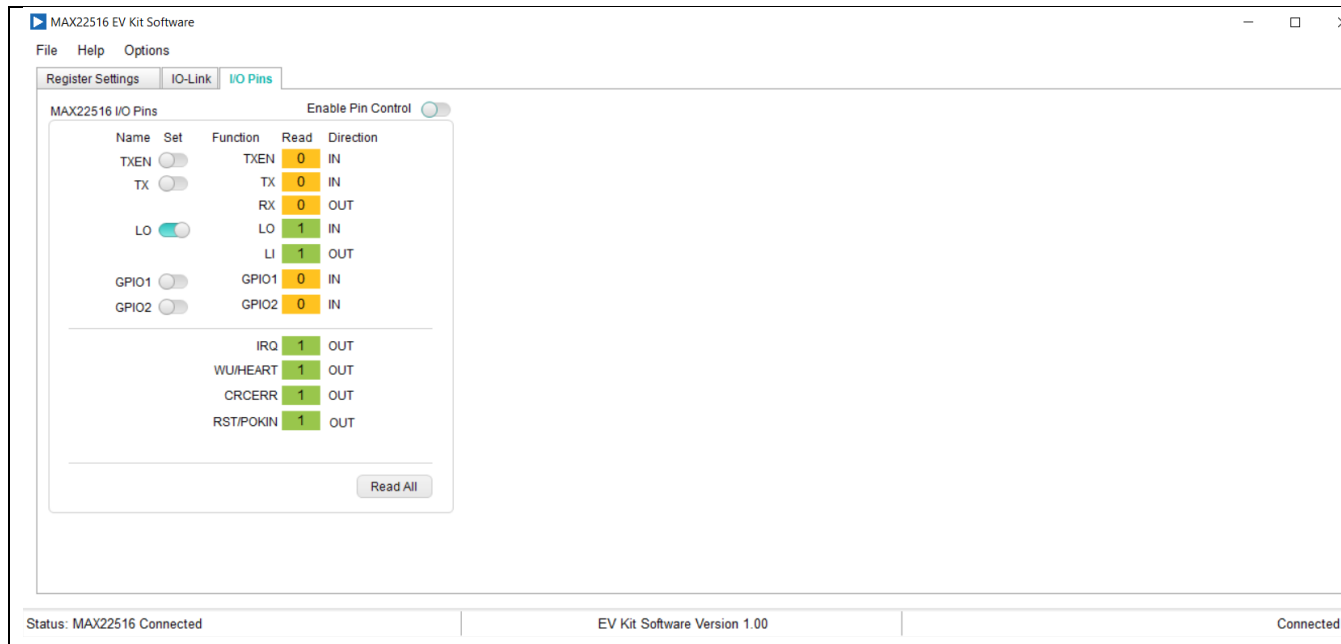 MAX22516 EV Kit Software
File Help Options
Register Settings IO-Link I/O Pins
MAX22516 I/O Pins Enable Pin Control
Name Set Function Read Direction
TXEN TXEN 0 IN
TX TX 0 IN
RX 0 OUT
LO LO 1 IN
LI 1 OUT
GPIO1 GPIO1 0 IN
GPIO2 GPIO2 0 IN
IRQ 1 OUT
WU/HEART 1 OUT
CRCERR 1 OUT
RST/POKIN 1 OUT
Read All
Status: MAX22516 Connected EV Kit Software Version 1.00 Connected